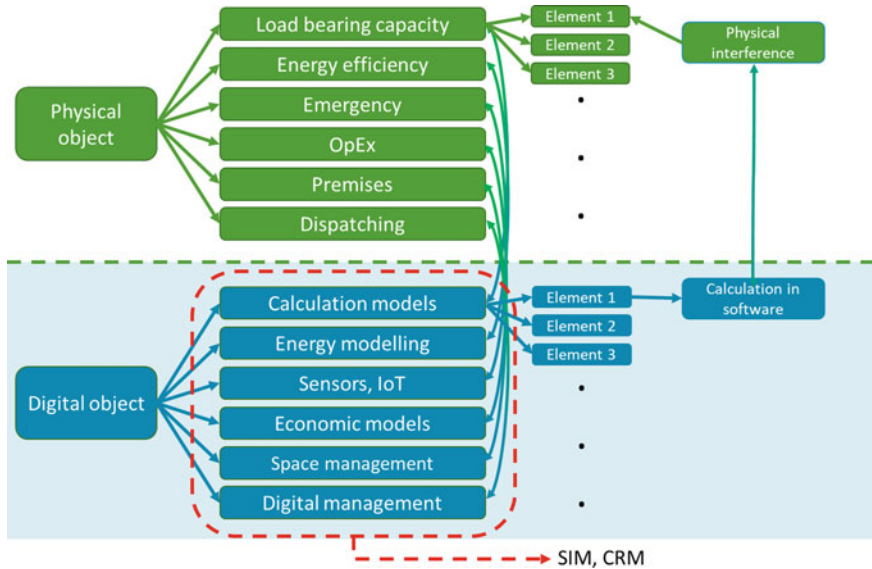 Load bearing capacity
Energy efficiency
Emergency
OpEx
Premises
Dispatching
Physical
object
Element 1
Element 2
Element 3
Physical
interference
Calculation models
Energy modelling
Sensors, IoT
Economic models
Space management
Digital management
Digital object
Element 1
Element 2
Element 3
Calculation in
software
SIM, CRM